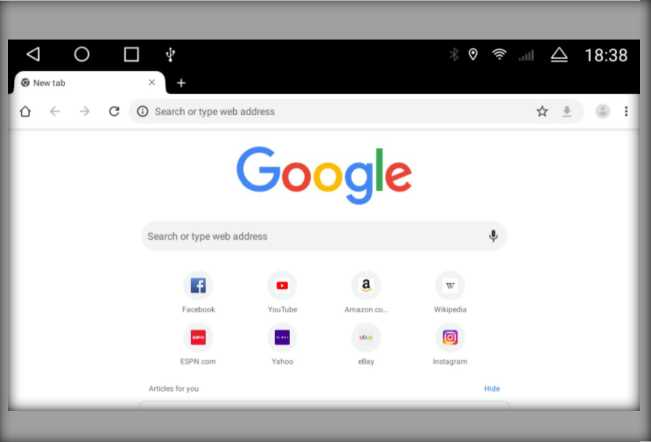 18:38
New tab
Search or type web address
Google
Search or type web address
Facebook
YouTube
Amazon co...
Wikipedia
ESPN com
Yahoo
eBay
Instagram
Articles for you
Hide